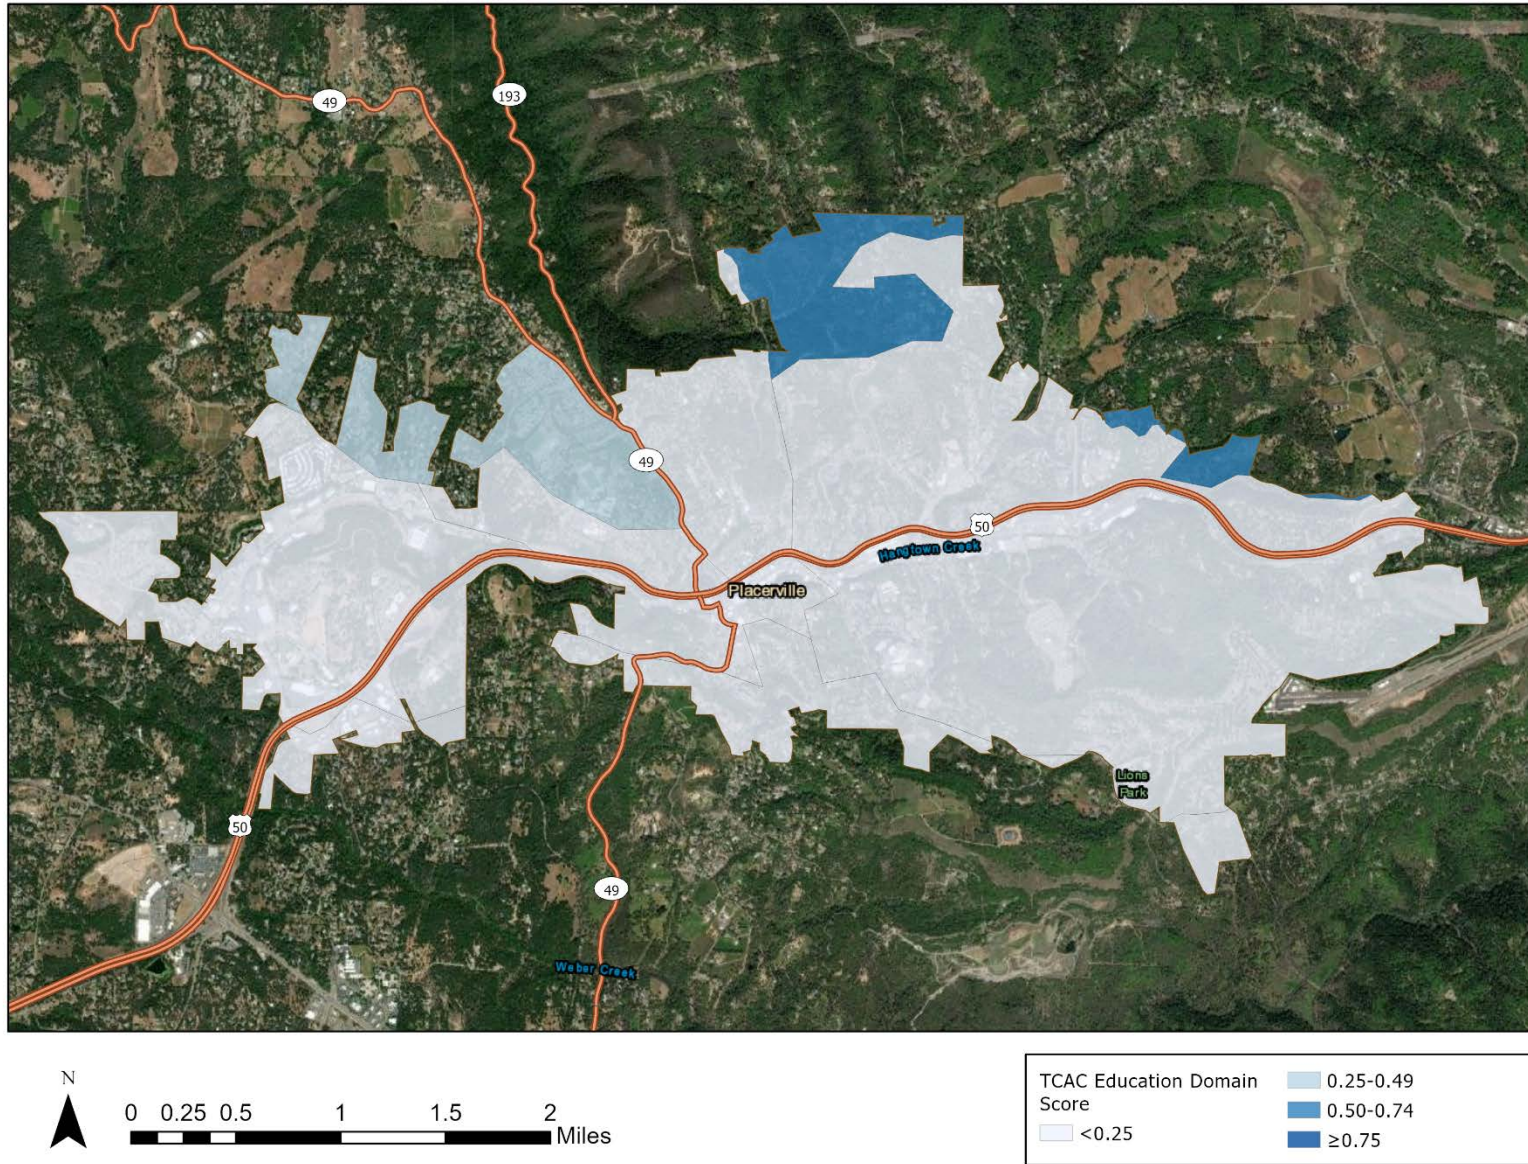 193
49
49
50
Hangtown Creek
Placerville
Lions
Park
50
49
Weber Creek
N
0 0.25 0.5 1 1.5 2
Miles
TCAC Education Domain
Score
<0.25
0.25-0.49
0.50-0.74
≥0.75